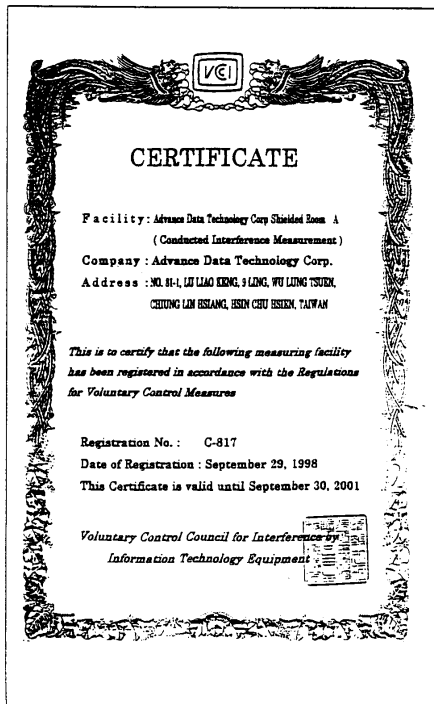 VCCI
CERTIFICATE
Facility : Advance Data Technology Corp Shielded Room A
( Conducted Interference Measurement )
Company : Advance Data Technology Corp.
Address : NO. 81-1, LU LIAO KENG, 9 LING, WU LUNG TSUEN,
CHIUNG LIN HSIANG, HSIN CHU HSIEN, TAIWAN
This is to certify that the following measuring facility
has been registered in accordance with the Regulations
for Voluntary Control Measures
Registration No. : C-817
Date of Registration : September 29, 1998
This Certificate is valid until September 30, 2001
Voluntary Control Council for Interference by
Information Technology Equipment